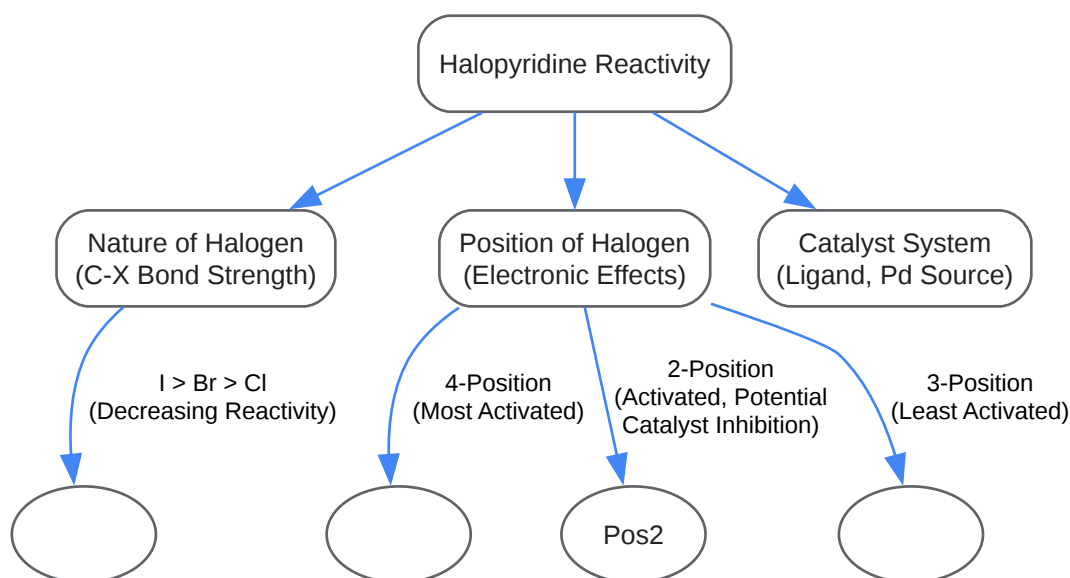 Halopyridine Reactivity
Nature of Halogen
(C-X Bond Strength)
Position of Halogen
(Electronic Effects)
Catalyst System
(Ligand, Pd Source)
I > Br > Cl
(Decreasing Reactivity)
4-Position
(Most Activated)
2-Position
(Activated, Potential
Catalyst Inhibition)
3-Position
(Least Activated)
Pos2